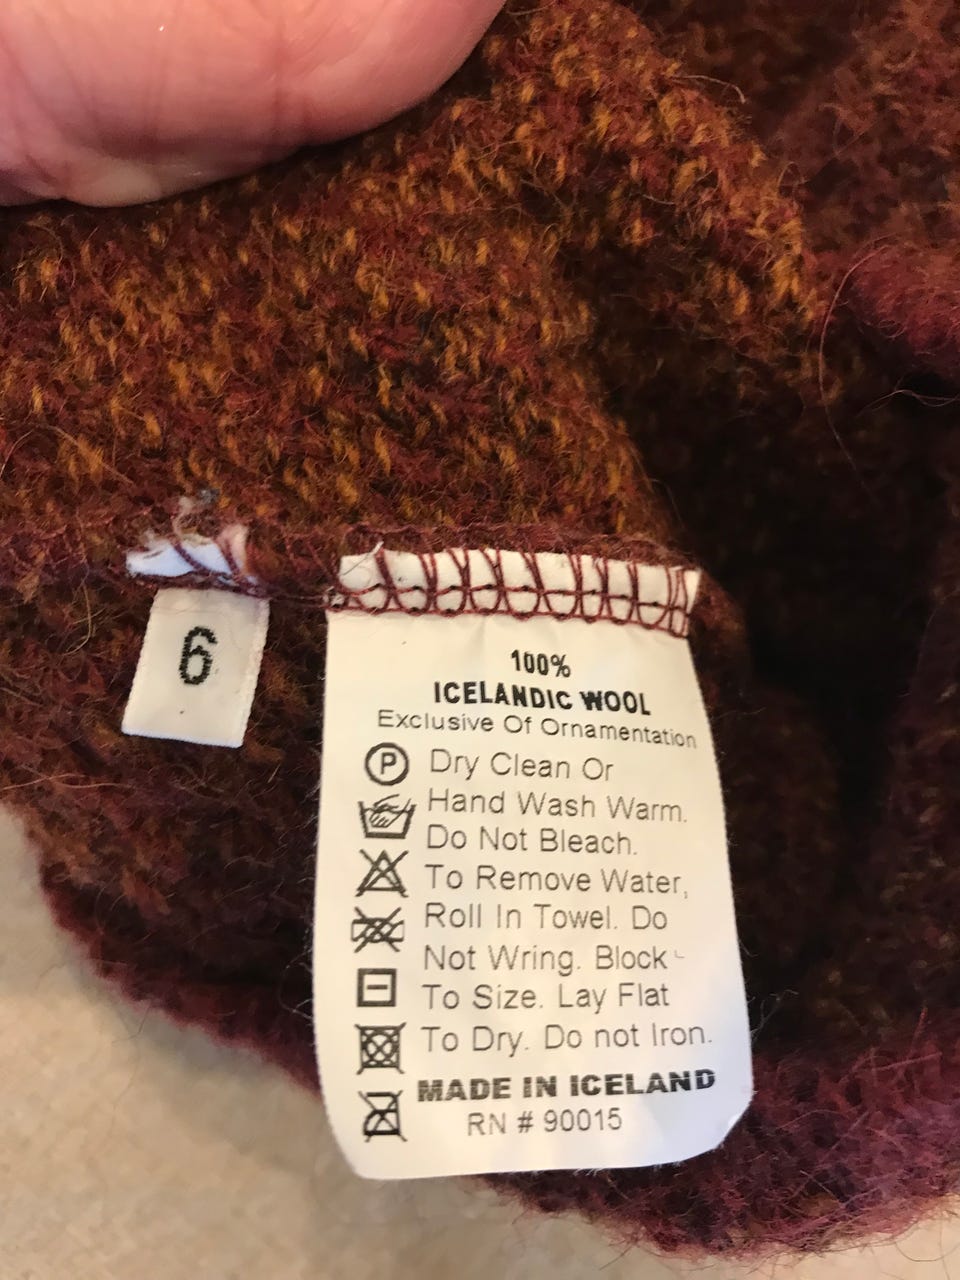 6
100%
ICELANDIC WOOL
Exclusive Of Ornamentation
P
Dry Clean Or
Hand Wash Warm.
Do Not Bleach.
To Remove Water,
Roll In Towel. Do
Not Wring. Block
To Size. Lay Flat
To Dry. Do not Iron.
MADE IN ICELAND
RN # 90015